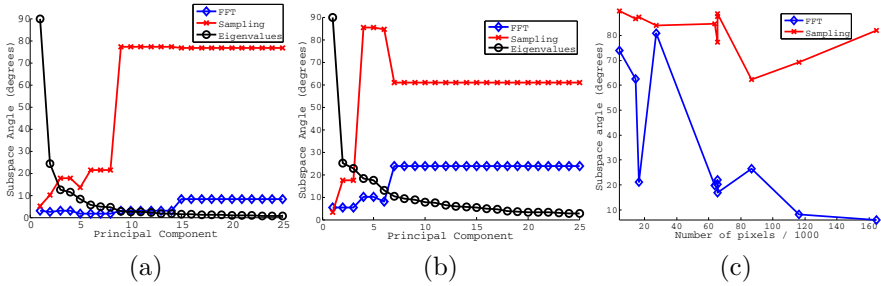 90
80
70
60
50
40
30
20
10
0
0
5
10
15
20
25
Subspace Angle (degrees)
Principal Component
FFT
Sampling
Eigenvalues
(a)
90
80
70
60
50
40
30
20
10
0
0
5
10
15
20
25
Subspace Angle (degrees)
Principal Component
FFT
Sampling
Eigenvalues
(b)
80
70
60
50
40
30
20
10
20
40
60
80
100
120
140
160
Subspace angle (degrees)
Number of pixels / 1000
FFT
Sampling
(c)